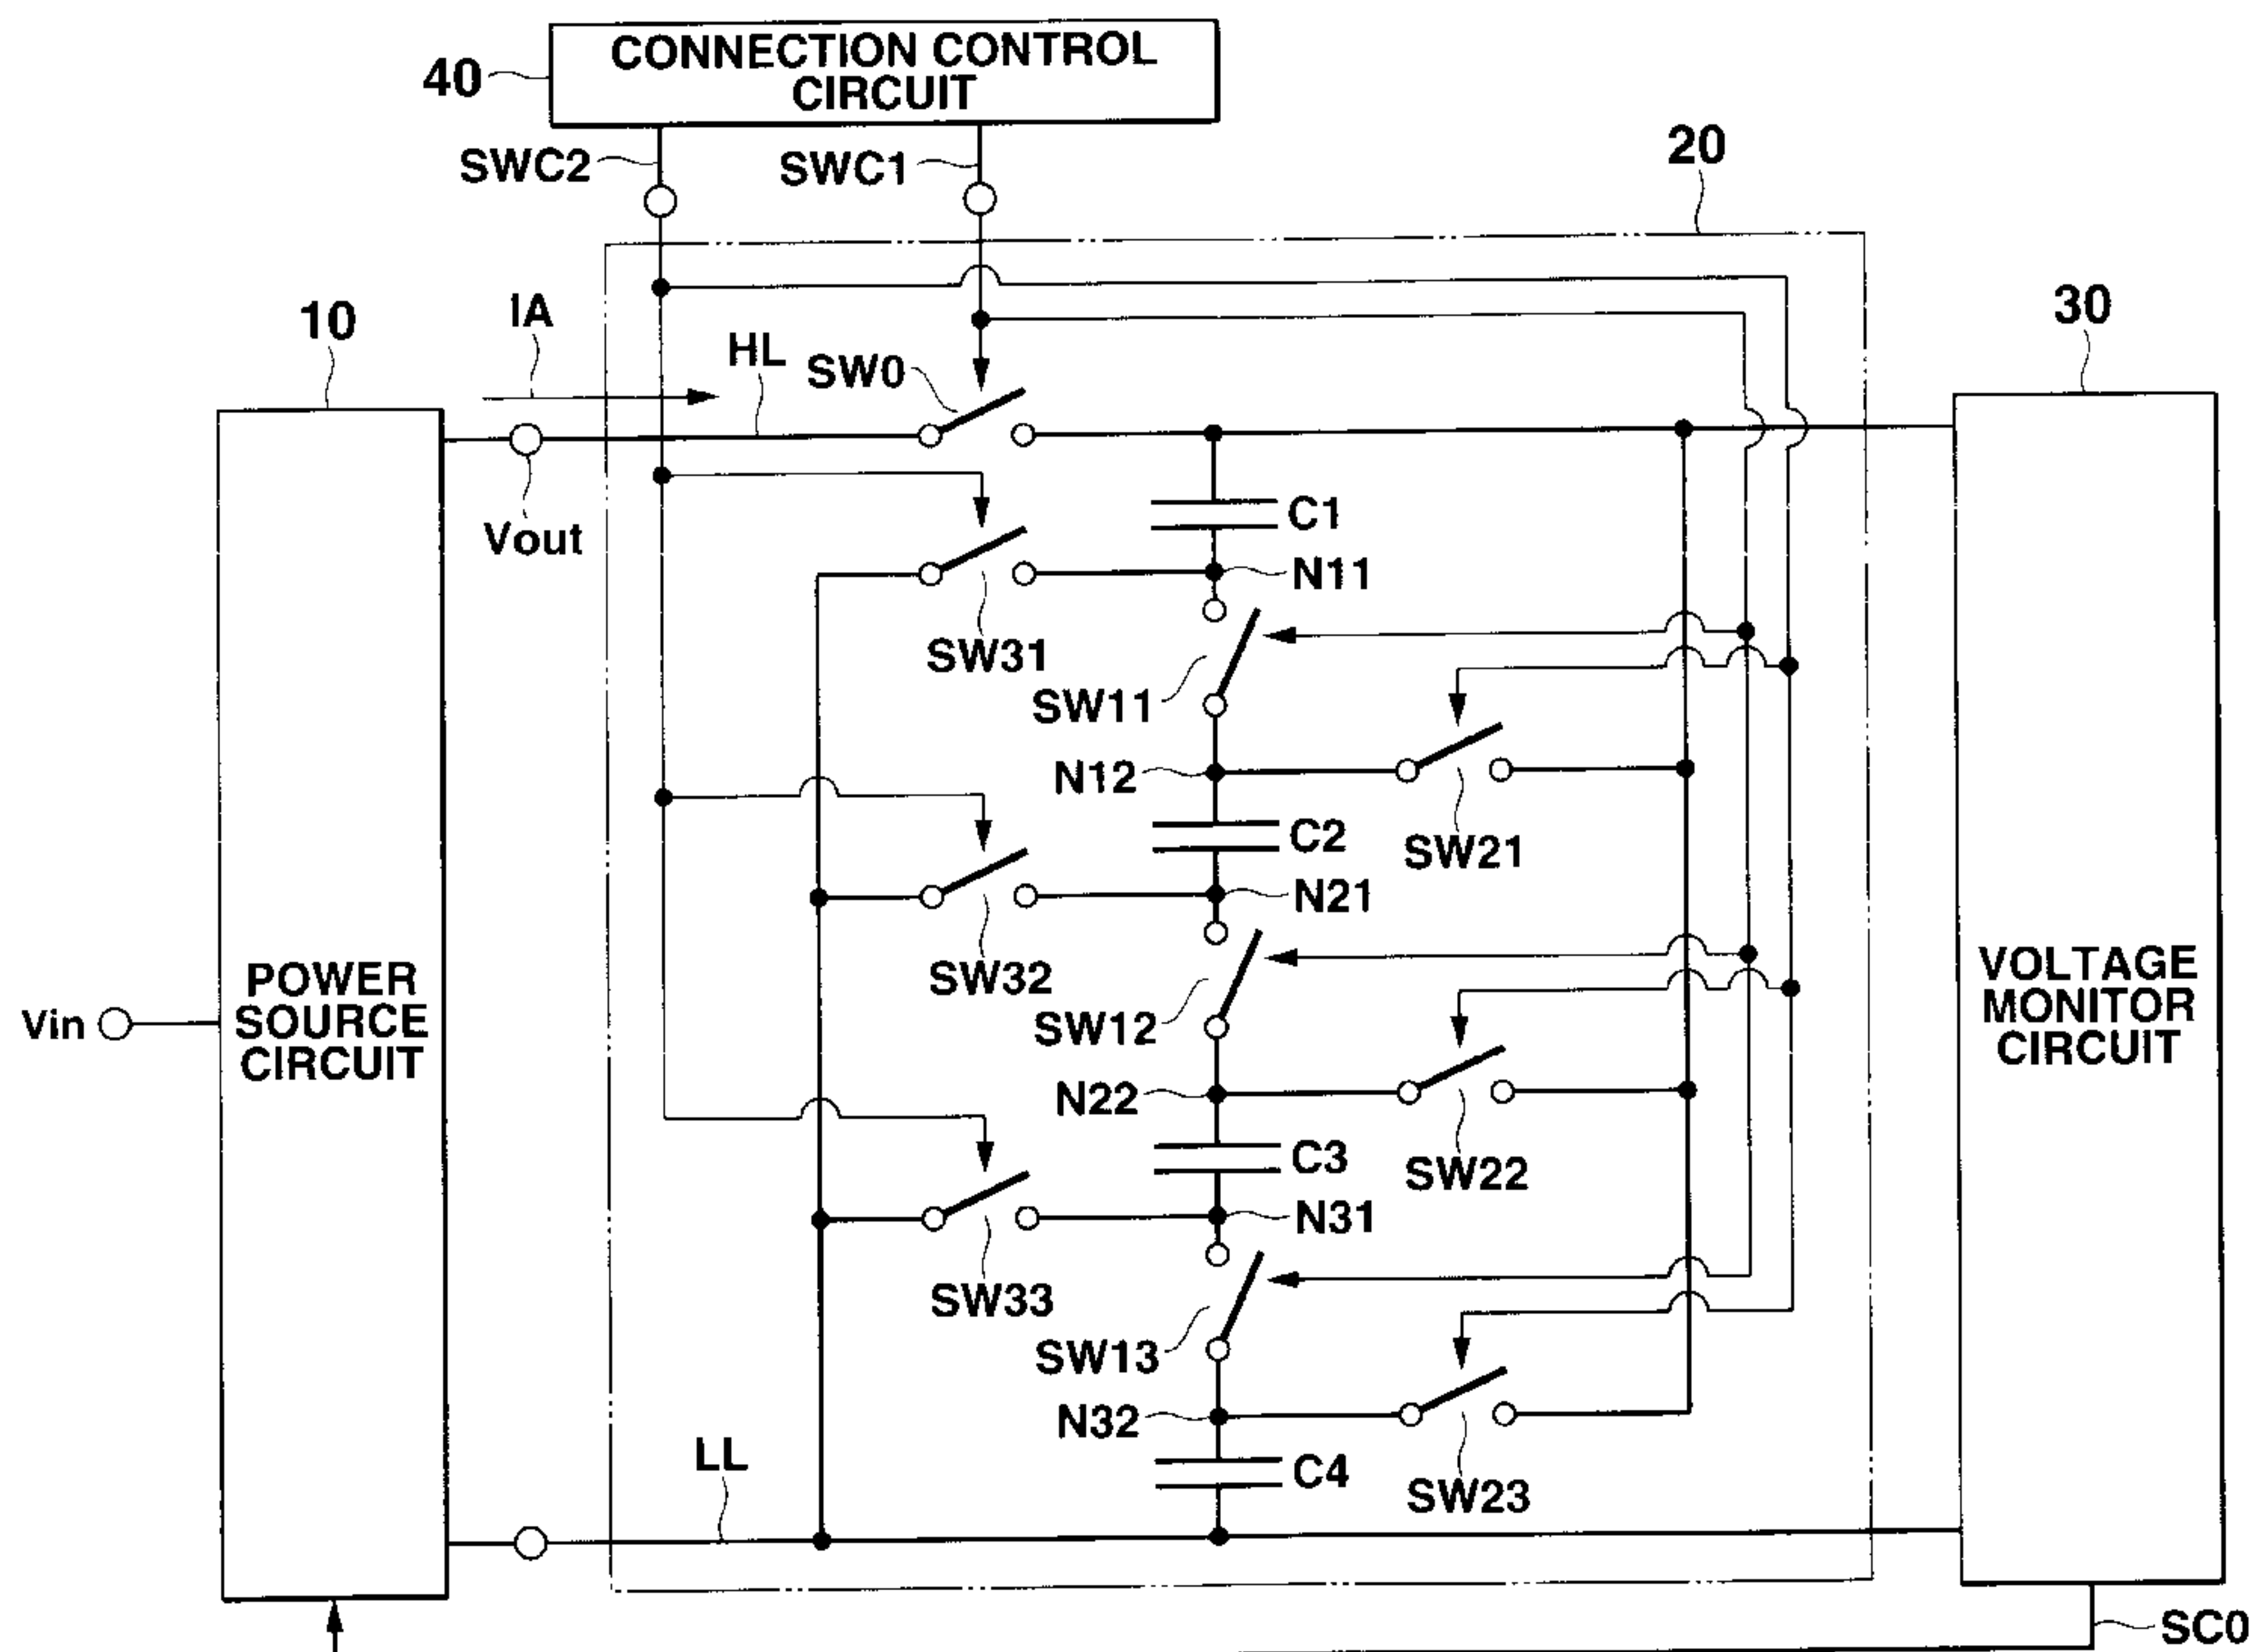 CONNECTION CONTROL
CIRCUIT
40
SWC2
SWC1
20
10
IA
HL
SW0
30
Vout
C1
N11
SW31
SW11
N12
C2
SW21
N21
SW32
SW12
POWER
SOURCE
CIRCUIT
Vin
VOLTAGE
MONITOR
CIRCUIT
N22
C3
SW22
N31
SW33
SW13
N32
C4
SW23
LL
SC0